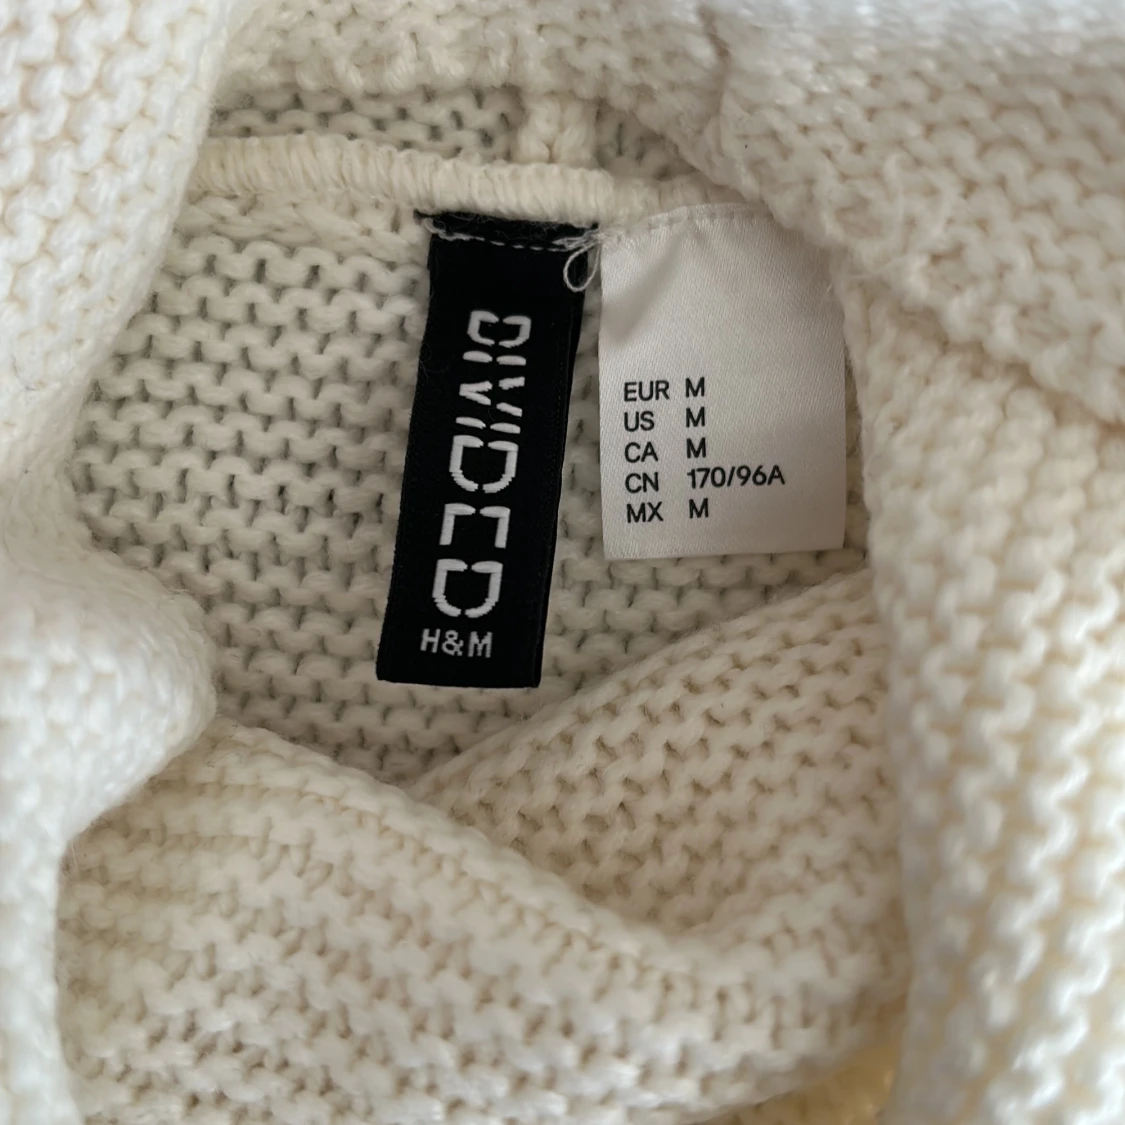 DIVIDED
H&M
EUR M
US M
CA M
CN 170/96A
MX M